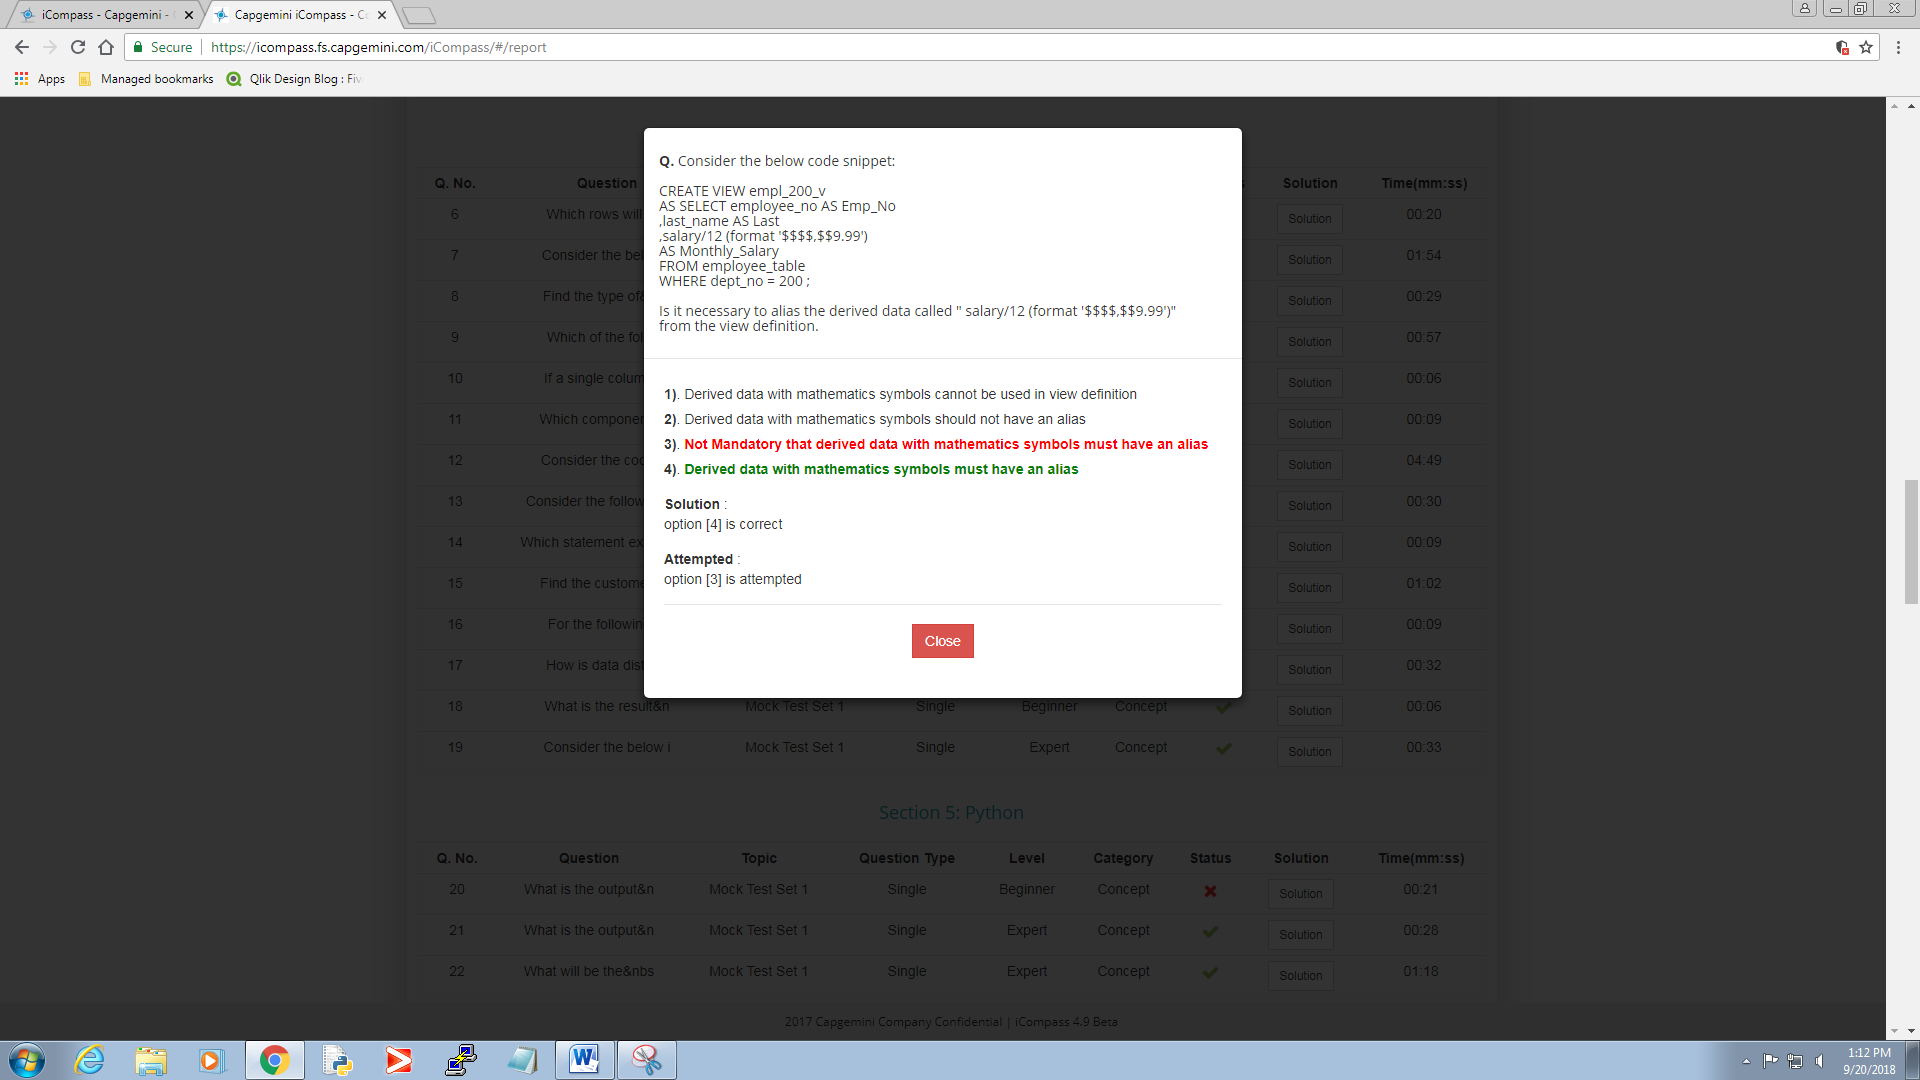 iCompass - Capgemini -
Capgemini iCompass - C
Secure
https://icompass.fs.capgemini.com/iCompass/#/report
Apps
Managed bookmarks
Qlik Design Blog : Fiv
Q. Consider the below code snippet:
CREATE VIEW empl_200_v
AS SELECT employee_no AS Emp_No
,last_name AS Last
,salary/12 (format '$$$$,$$9.99')
AS Monthly_Salary
FROM employee_table
WHERE dept_no = 200 ;
Is it necessary to alias the derived data called " salary/12 (format '$$$$,$$9.99')"
from the view definition.
1). Derived data with mathematics symbols cannot be used in view definition
2). Derived data with mathematics symbols should not have an alias
3). Not Mandatory that derived data with mathematics symbols must have an alias
4). Derived data with mathematics symbols must have an alias
Solution :
option [4] is correct
Attempted :
option [3] is attempted
Close
Q. No. Question Solution Time(mm:ss)
6 Which rows will Solution 00:20
7 Consider the bel Solution 01:54
8 Find the type of& Solution 00:29
9 Which of the fol Solution 00:57
10 If a single colum Solution 00:06
11 Which componen Solution 00:09
12 Consider the coc Solution 04:49
13 Consider the follow Solution 00:30
14 Which statement ex Solution 00:09
15 Find the custome Solution 01:02
16 For the followin Solution 00:09
17 How is data dist Solution 00:32
18 What is the result&n Mock Test Set 1 Single Beginner Concept Solution 00:06
19 Consider the below i Mock Test Set 1 Single Expert Concept Solution 00:33
Section 5: Python
Q. No. Question Topic Question Type Level Category Status Solution Time(mm:ss)
20 What is the output&n Mock Test Set 1 Single Beginner Concept Solution 00:21
21 What is the output&n Mock Test Set 1 Single Expert Concept Solution 00:28
22 What will be the&nbs Mock Test Set 1 Single Expert Concept Solution 01:18
2017 Capgemini Company Confidential | iCompass 4.9 Beta
1:12 PM
9/20/2018